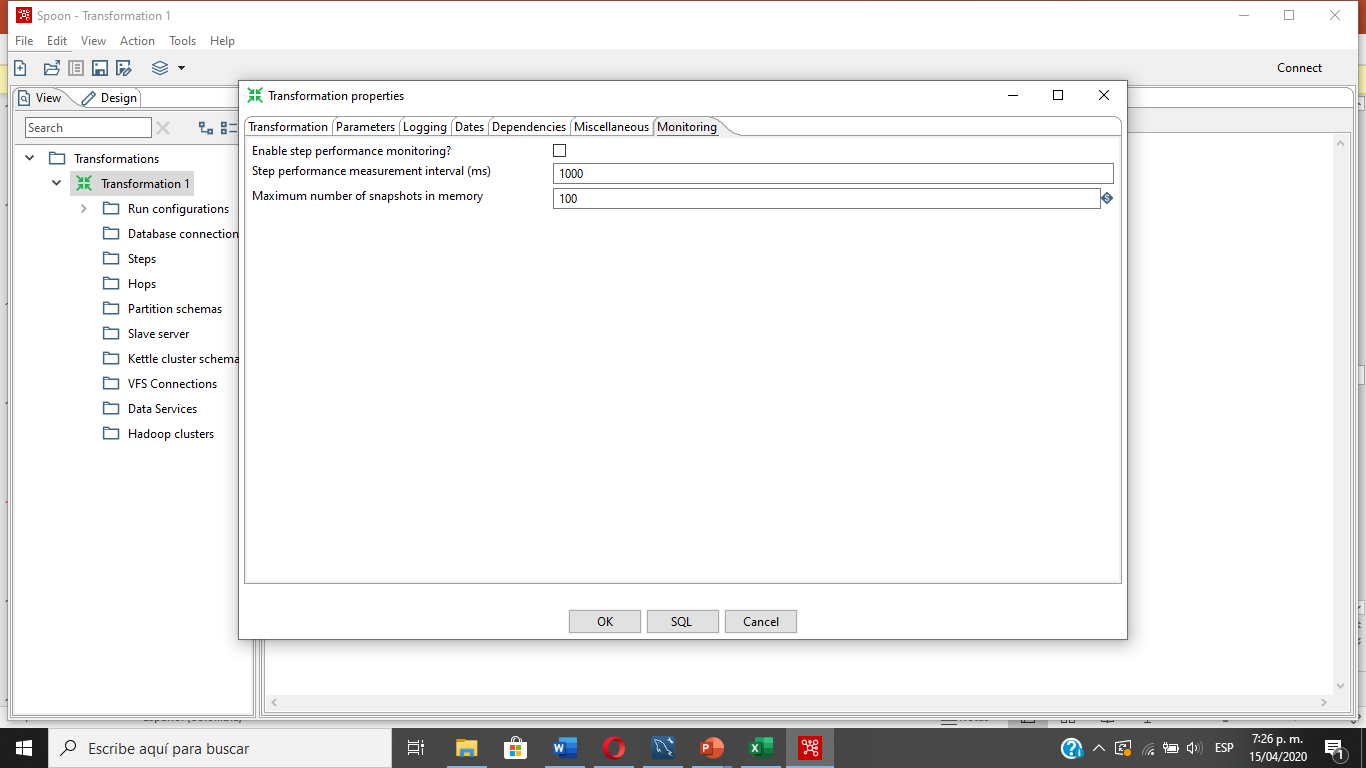 Spoon - Transformation 1
File Edit View Action Tools Help
Connect
View Design
Search
Transformations
Transformation 1
Run configurations
Database connection
Steps
Hops
Partition schemas
Slave server
Kettle cluster schema
VFS Connections
Data Services
Hadoop clusters
Transformation properties
Transformation Parameters Logging Dates Dependencies Miscellaneous Monitoring
Enable step performance monitoring?
Step performance measurement interval (ms) 1000
Maximum number of snapshots in memory 100
OK SQL Cancel
Escribe aquí para buscar
ESP
7:26 p. m.
15/04/2020
1